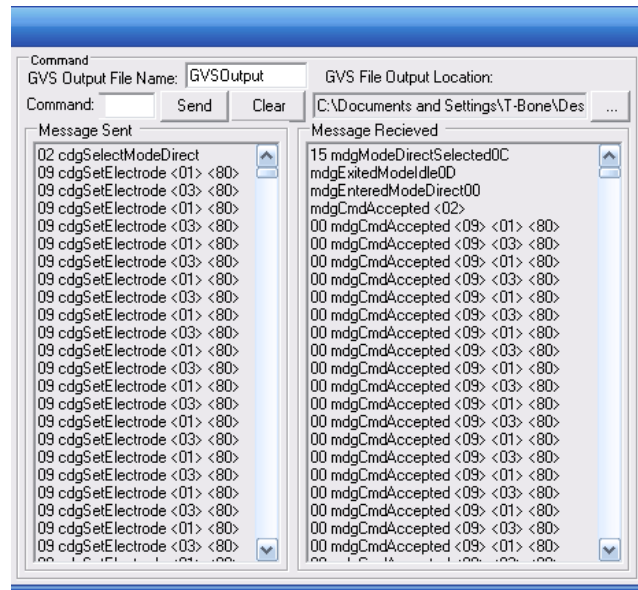 Command
GVS Output File Name: GVSOutput
GVS File Output Location:
Command:
Send
Clear
C:\Documents and Settings\T-Bone\Des
...
Message Sent
02 cdgSelectModeDirect
09 cdgSetElectrode <01> <80>
09 cdgSetElectrode <03> <80>
09 cdgSetElectrode <01> <80>
09 cdgSetElectrode <03> <80>
09 cdgSetElectrode <01> <80>
09 cdgSetElectrode <03> <80>
09 cdgSetElectrode <01> <80>
09 cdgSetElectrode <03> <80>
09 cdgSetElectrode <01> <80>
09 cdgSetElectrode <03> <80>
09 cdgSetElectrode <01> <80>
09 cdgSetElectrode <03> <80>
09 cdgSetElectrode <01> <80>
09 cdgSetElectrode <03> <80>
09 cdgSetElectrode <01> <80>
09 cdgSetElectrode <03> <80>
09 cdgSetElectrode <01> <80>
09 cdgSetElectrode <03> <80>
09 cdgSetElectrode <01> <80>
09 cdgSetElectrode <03> <80>
09 cdgSetElectrode <01> <80>
09 cdgSetElectrode <03> <80>
Message Recieved
15 mdgModeDirectSelected0C
mdgExitedModeIdle0D
mdgEnteredModeDirect00
mdgCmdAccepted <02>
00 mdgCmdAccepted <09> <01> <80>
00 mdgCmdAccepted <09> <03> <80>
00 mdgCmdAccepted <09> <01> <80>
00 mdgCmdAccepted <09> <03> <80>
00 mdgCmdAccepted <09> <01> <80>
00 mdgCmdAccepted <09> <03> <80>
00 mdgCmdAccepted <09> <01> <80>
00 mdgCmdAccepted <09> <03> <80>
00 mdgCmdAccepted <09> <01> <80>
00 mdgCmdAccepted <09> <03> <80>
00 mdgCmdAccepted <09> <01> <80>
00 mdgCmdAccepted <09> <03> <80>
00 mdgCmdAccepted <09> <01> <80>
00 mdgCmdAccepted <09> <03> <80>
00 mdgCmdAccepted <09> <01> <80>
00 mdgCmdAccepted <09> <03> <80>
00 mdgCmdAccepted <09> <01> <80>
00 mdgCmdAccepted <09> <03> <80>
00 mdgCmdAccepted <09> <01> <80>